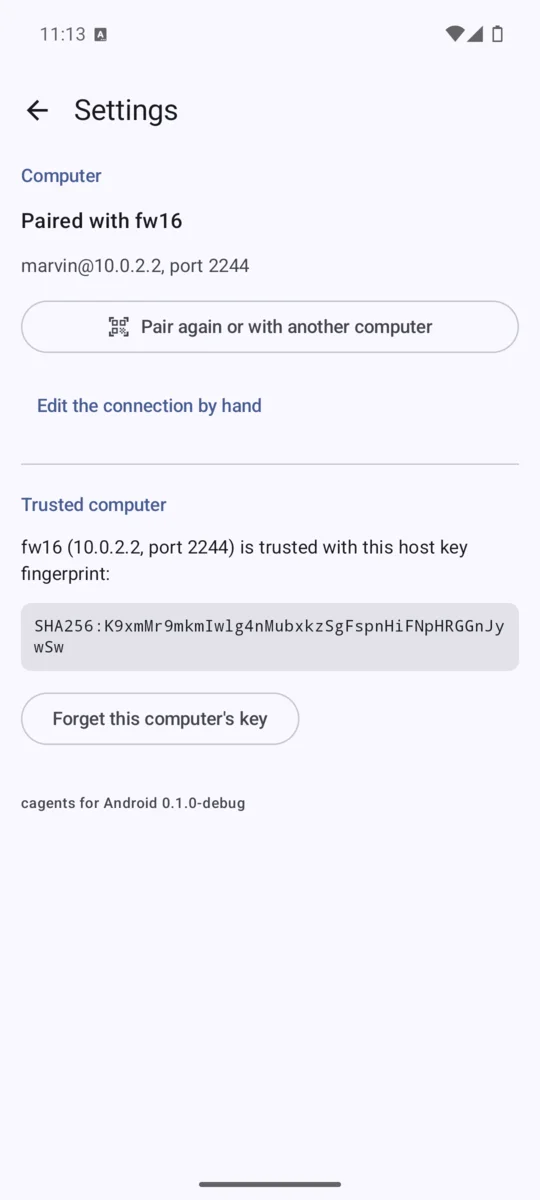 11:13
Settings
Computer
Paired with fw16
marvin@10.0.2.2, port 2244
Pair again or with another computer
Edit the connection by hand
Trusted computer
fw16 (10.0.2.2, port 2244) is trusted with this host key
fingerprint:
SHA256:K9xmMr9mkmIwlg4nMubxkzSgFspnHiFNpHRGGnJy
wSw
Forget this computer's key
cagents for Android 0.1.0-debug